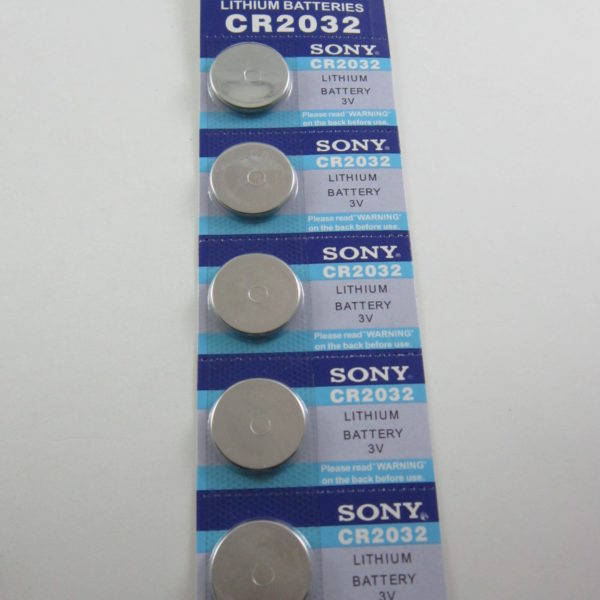 LITHIUM BATTERIES
CR2032
SONY
CR2032
LITHIUM
BATTERY
3V
Please read "WARNING"
on the back before use.
SONY
CR2032
LITHIUM
BATTERY
3V
Please read "WARNING"
on the back before use.
SONY
CR2032
LITHIUM
BATTERY
3V
Please read "WARNING"
on the back before use.
SONY
CR2032
LITHIUM
BATTERY
3V
Please read "WARNING"
on the back before use.
SONY
CR2032
LITHIUM
BATTERY
3V